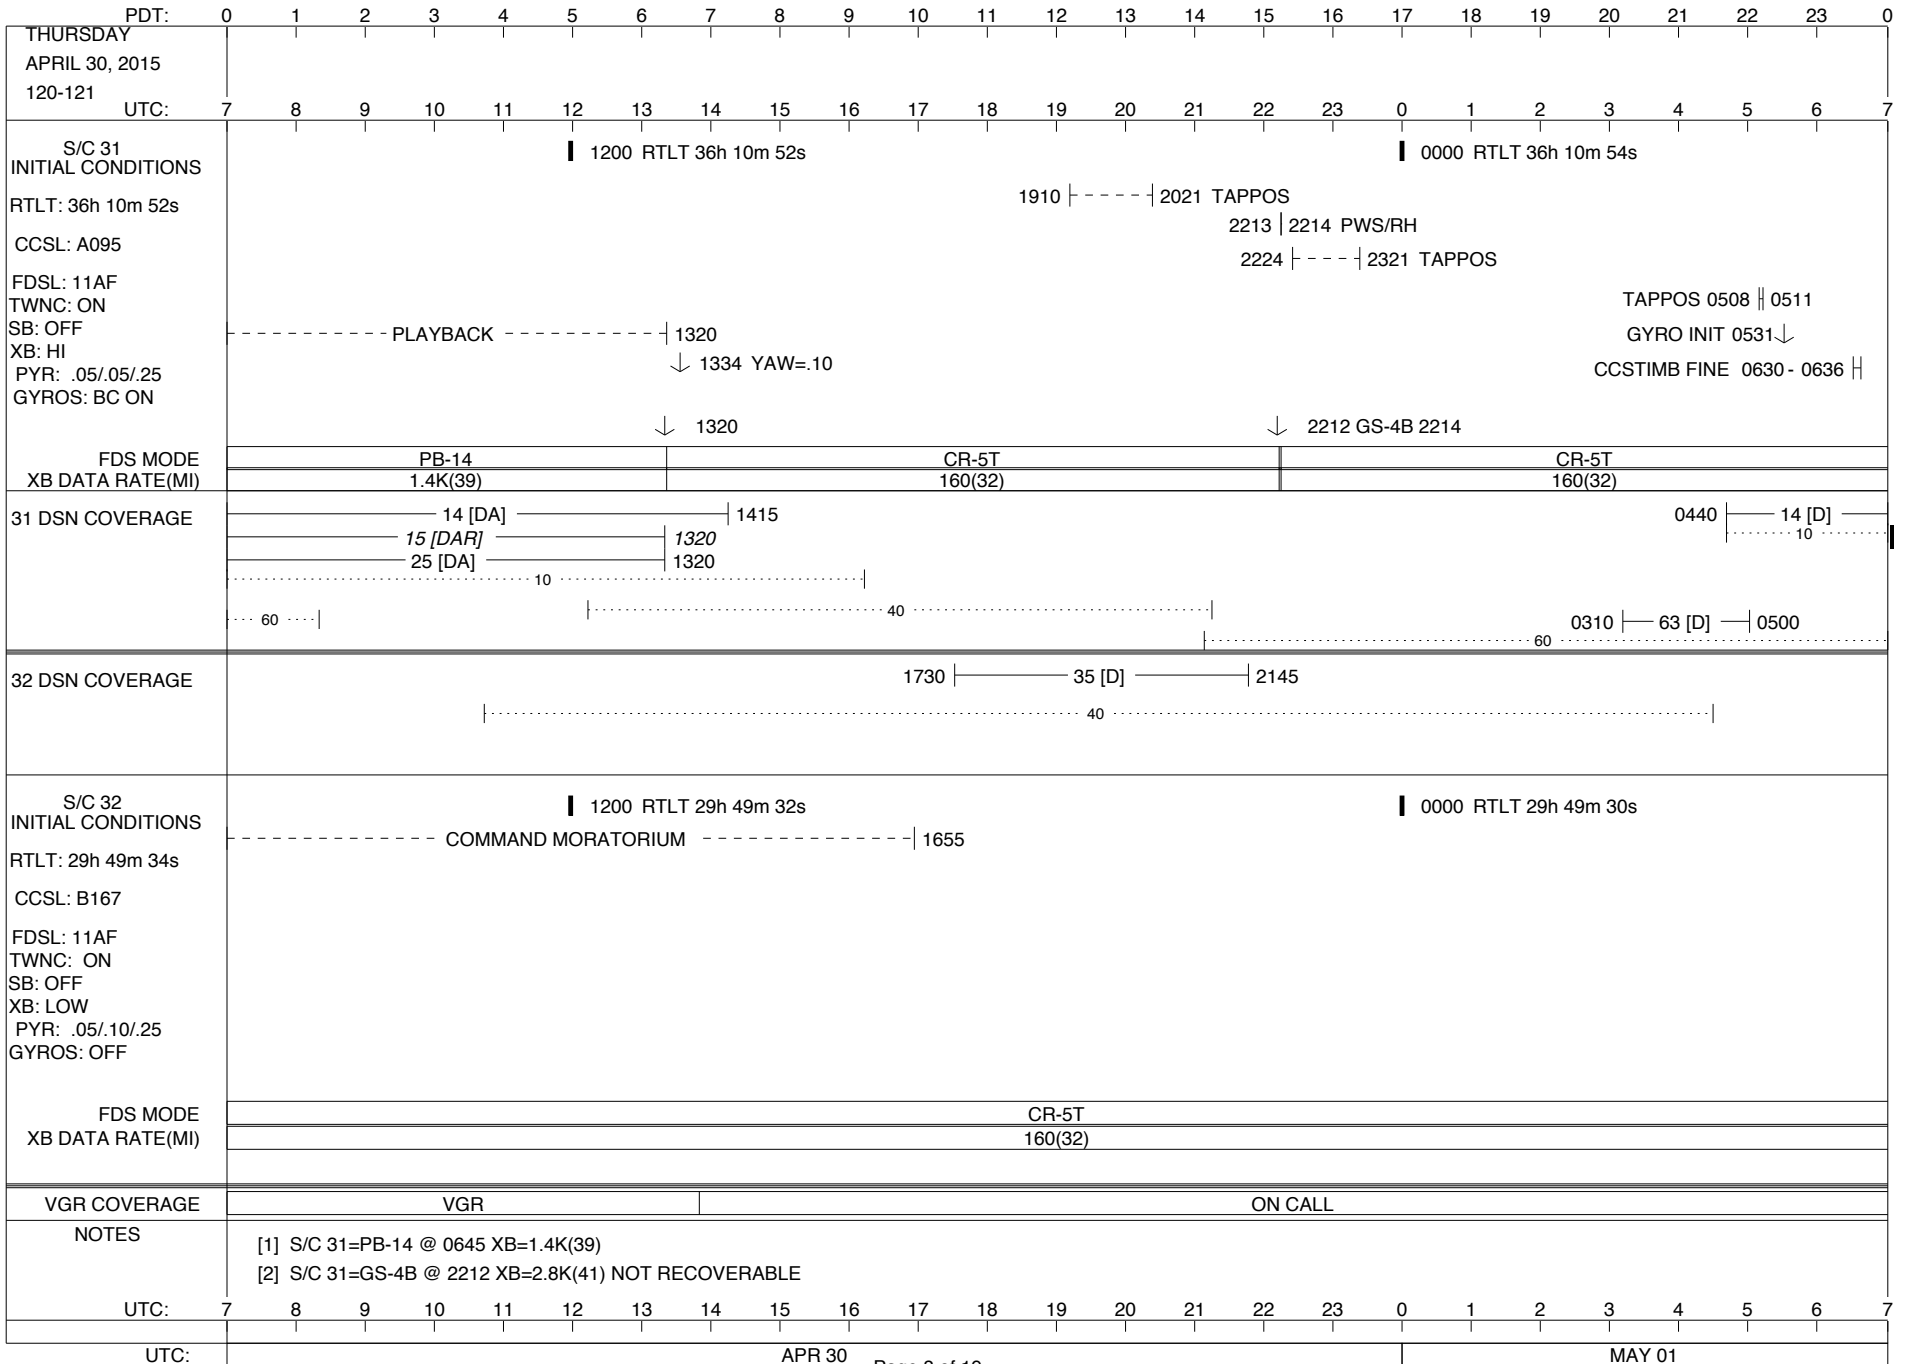 PDT: 0 1 2 3 4 5 6 7 8 9 10 11 12 13 14 15 16 17 18 19 20 21 22 23 0
THURSDAY
APRIL 30, 2015
120-121
UTC: 7 8 9 10 11 12 13 14 15 16 17 18 19 20 21 22 23 0 1 2 3 4 5 6 7
S/C 31
INITIAL CONDITIONS
RTLT: 36h 10m 52s
CCSL: A095
FDSL: 11AF
TWNC: ON
SB: OFF
XB: HI
PYR: .05/.05/.25
GYROS: BC ON
1200 RTLT 36h 10m 52s
0000 RTLT 36h 10m 54s
1910 2021 TAPPOS
2213 2214 PWS/RH
2224 2321 TAPPOS
TAPPOS 0508 0511
PLAYBACK 1320
GYRO INIT 0531
1334 YAW=.10
CCSTIMB FINE 0630 - 0636
1320
2212 GS-4B 2214
FDS MODE PB-14 CR-5T CR-5T
XB DATA RATE(MI) 1.4K(39) 160(32) 160(32)
31 DSN COVERAGE
14 [DA] 1415
0440 14 [D]
15 [DAR] 1320
10
25 [DA] 1320
10
40
60
0310 63 [D] 0500
60
32 DSN COVERAGE
1730 35 [D] 2145
40
S/C 32
INITIAL CONDITIONS
RTLT: 29h 49m 34s
CCSL: B167
FDSL: 11AF
TWNC: ON
SB: OFF
XB: LOW
PYR: .05/.10/.25
GYROS: OFF
1200 RTLT 29h 49m 32s
0000 RTLT 29h 49m 30s
COMMAND MORATORIUM 1655
FDS MODE CR-5T
XB DATA RATE(MI) 160(32)
VGR COVERAGE VGR ON CALL
NOTES
[1] S/C 31=PB-14 @ 0645 XB=1.4K(39)
[2] S/C 31=GS-4B @ 2212 XB=2.8K(41) NOT RECOVERABLE
UTC: 7 8 9 10 11 12 13 14 15 16 17 18 19 20 21 22 23 0 1 2 3 4 5 6 7
UTC: APR 30 MAY 01